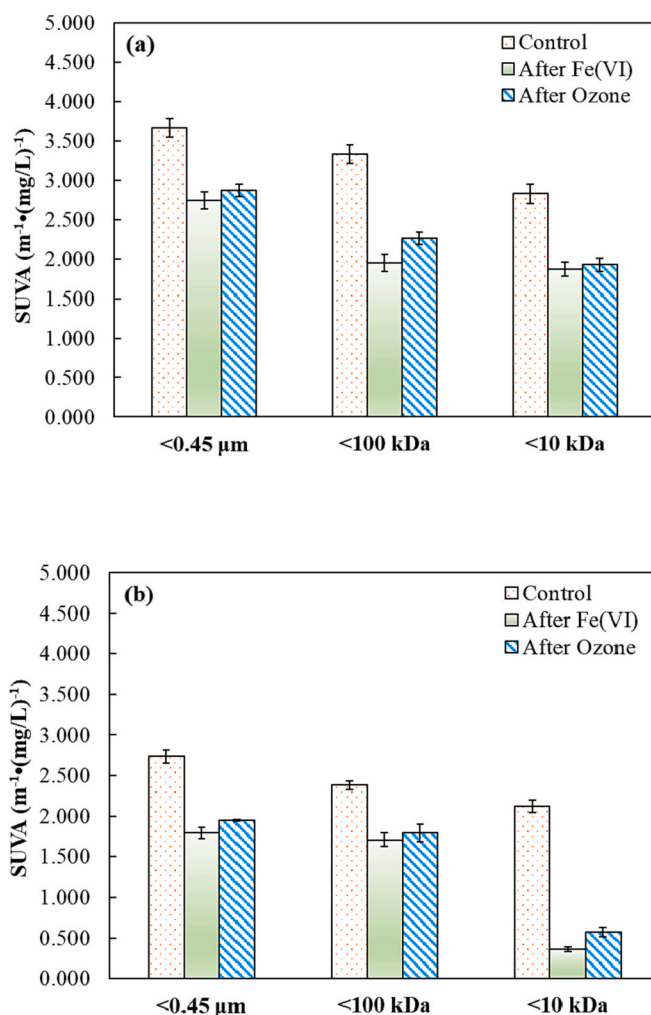 (a)
Control
After Fe(VI)
After Ozone
SUVA (m⁻¹•(mg/L)⁻¹)
5.000
4.500
4.000
3.500
3.000
2.500
2.000
1.500
1.000
0.500
0.000
<0.45 µm <100 kDa <10 kDa
(b)
Control
After Fe(VI)
After Ozone
SUVA (m⁻¹•(mg/L)⁻¹)
5.000
4.500
4.000
3.500
3.000
2.500
2.000
1.500
1.000
0.500
0.000
<0.45 µm <100 kDa <10 kDa